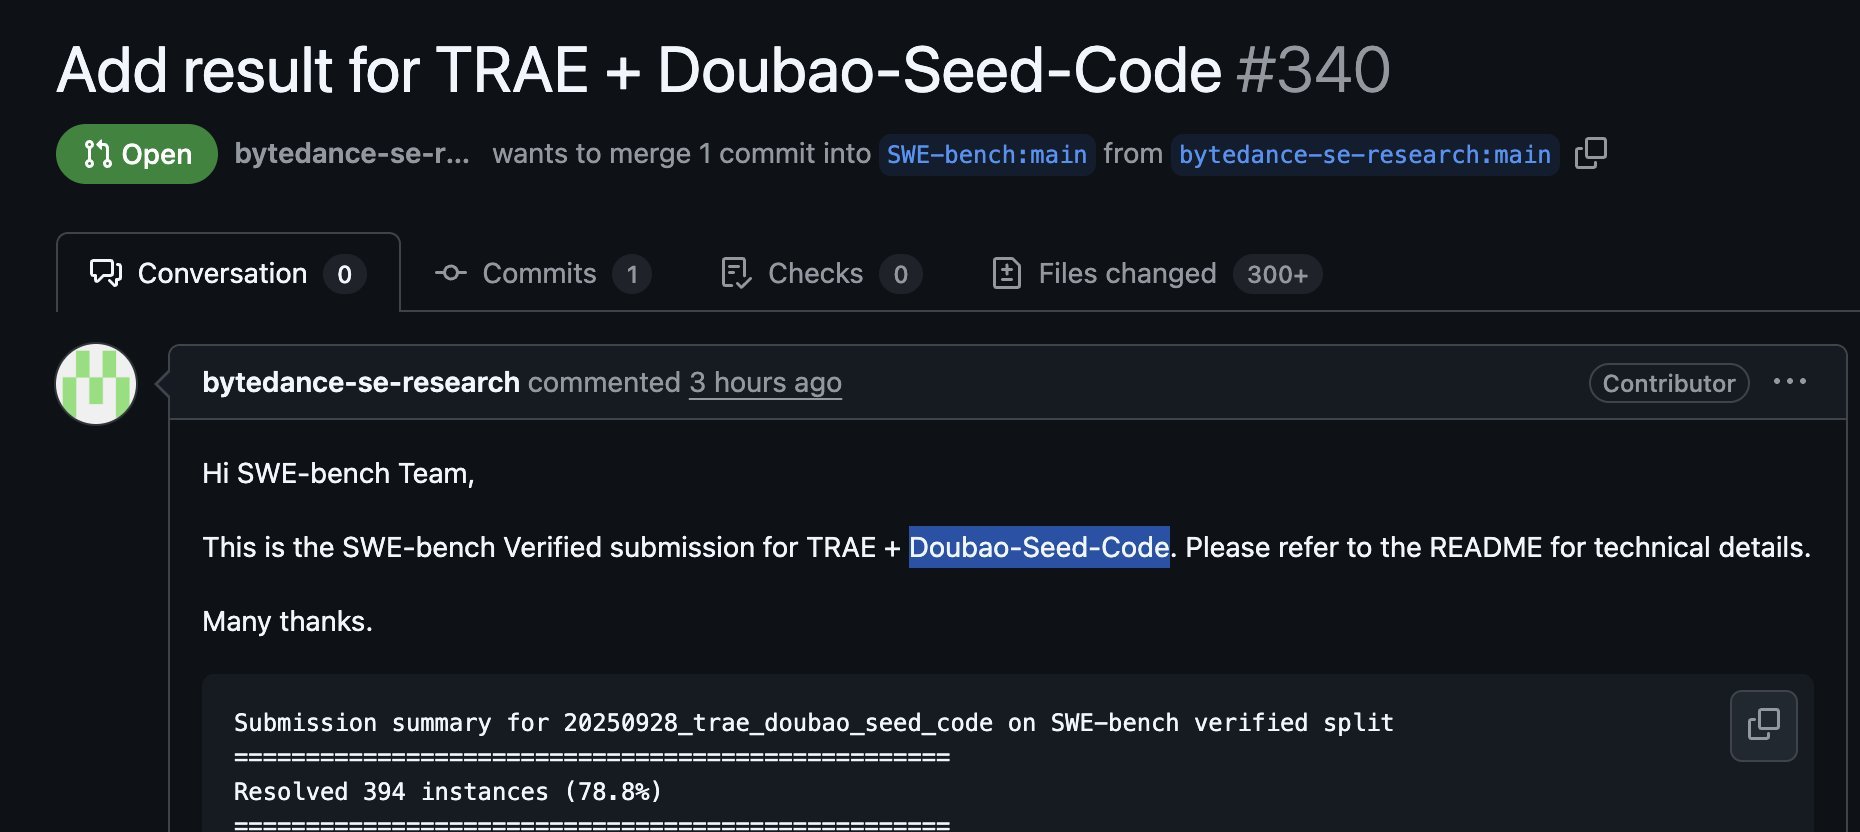 Add result for TRAE + Doubao-Seed-Code #340
Open bytedance-se-r... wants to merge 1 commit into SWE-bench:main from bytedance-se-research:main
Conversation 0 Commits 1 Checks 0 Files changed 300+
bytedance-se-research commented 3 hours ago Contributor
Hi SWE-bench Team,
This is the SWE-bench Verified submission for TRAE + Doubao-Seed-Code. Please refer to the README for technical details.
Many thanks.
Submission summary for 20250928_trae_doubao_seed_code on SWE-bench verified split
==================================================
Resolved 394 instances (78.8%)
==================================================